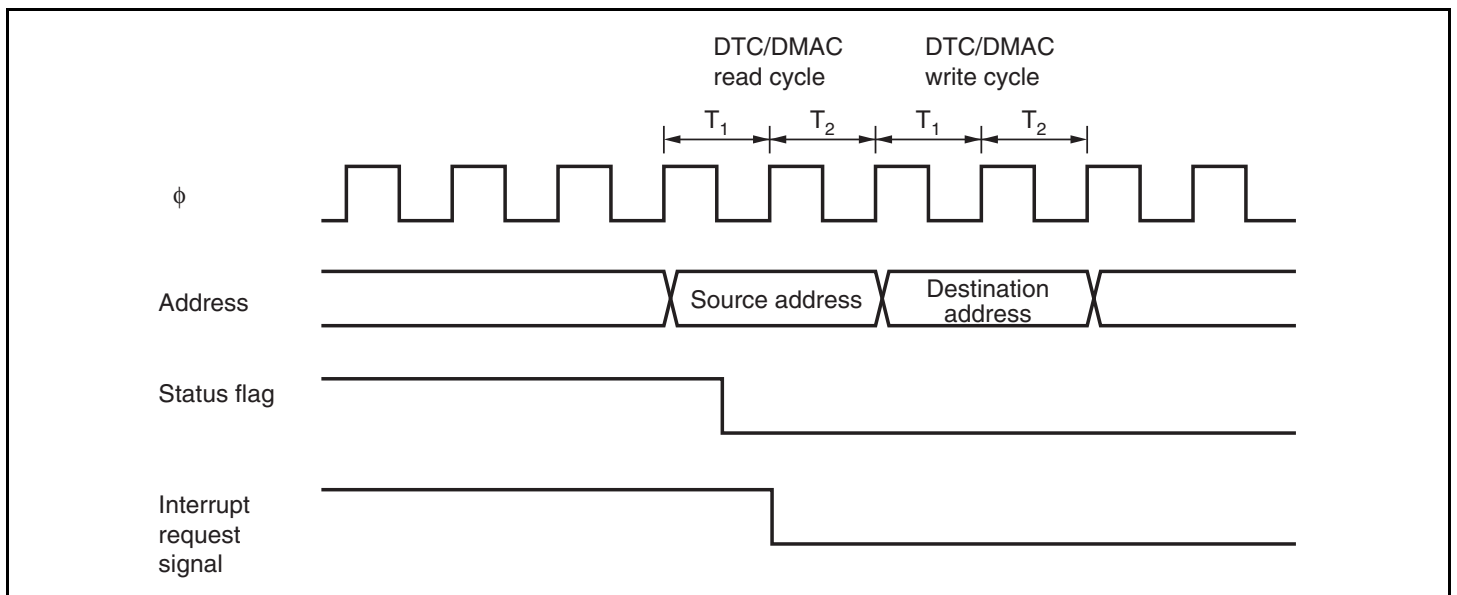 DTC/DMAC
read cycle
DTC/DMAC
write cycle
T1
T2
T1
T2
ϕ
Address
Source address
Destination
address
Status flag
Interrupt
request
signal